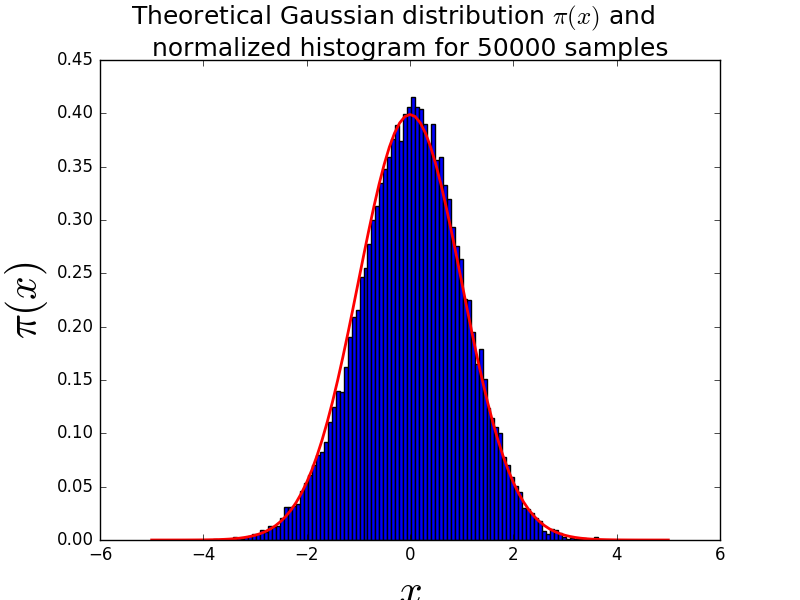 Theoretical Gaussian distribution π(x) and
normalized histogram for 50000 samples
0.45
0.40
0.35
0.30
0.25
0.20
0.15
0.10
0.05
0.00
π(x)
−6 −4 −2 0 2 4 6
x